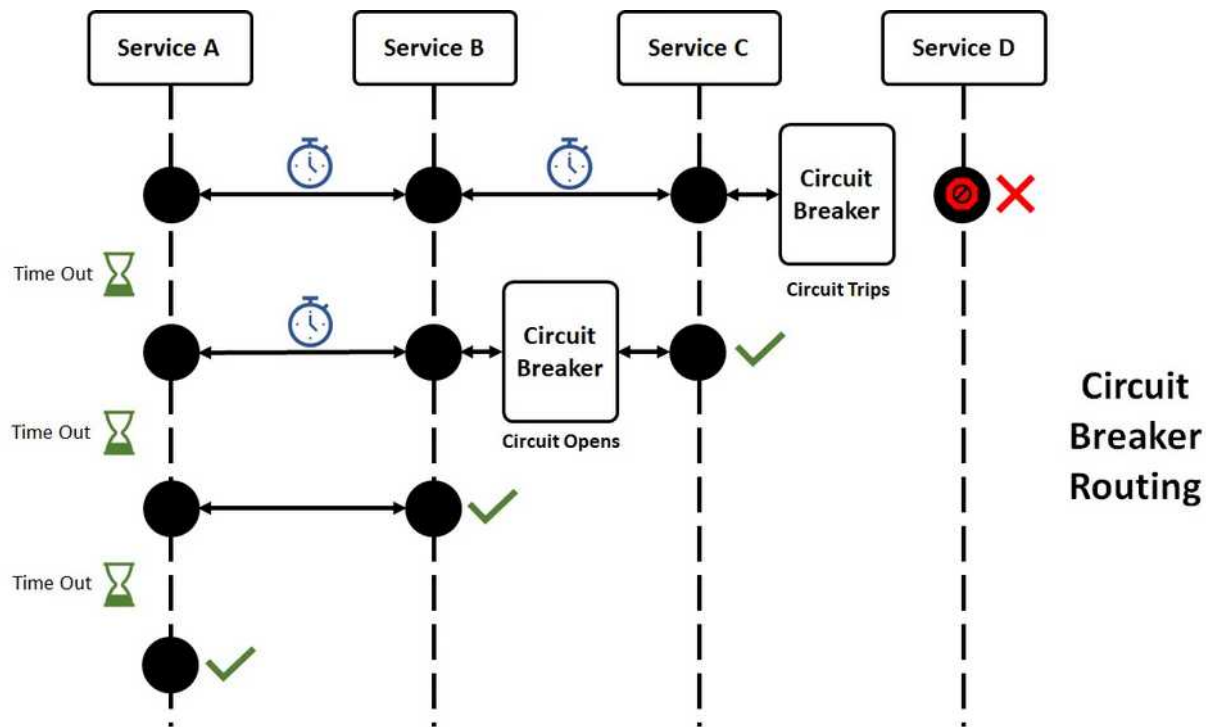 Service A
Service B
Service C
Service D
Circuit
Breaker
Time Out
Circuit Trips
Circuit
Breaker
Time Out
Circuit Opens
Circuit
Breaker
Routing
Time Out